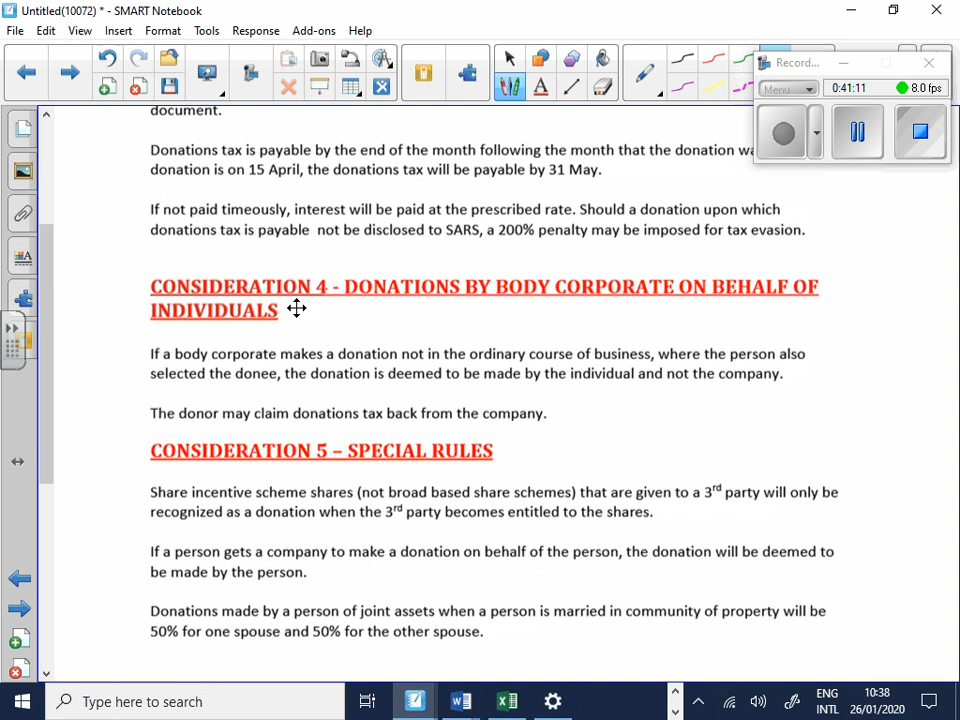 Untitled(10072) * - SMART Notebook
File Edit View Insert Format Tools Response Add-ons Help
Record...
Menu 0:41:11 8.0 fps
document.
Donations tax is payable by the end of the month following the month that the donation
donation is on 15 April, the donations tax will be payable by 31 May.
If not paid timeously, interest will be paid at the prescribed rate. Should a donation upon which
donations tax is payable not be disclosed to SARS, a 200% penalty may be imposed for tax evasion.
CONSIDERATION 4 - DONATIONS BY BODY CORPORATE ON BEHALF OF
INDIVIDUALS
If a body corporate makes a donation not in the ordinary course of business, where the person also
selected the donee, the donation is deemed to be made by the individual and not the company.
The donor may claim donations tax back from the company.
CONSIDERATION 5 – SPECIAL RULES
Share incentive scheme shares (not broad based share schemes) that are given to a 3rd party will only be
recognized as a donation when the 3rd party becomes entitled to the shares.
If a person gets a company to make a donation on behalf of the person, the donation will be deemed to
be made by the person.
Donations made by a person of joint assets when a person is married in community of property will be
50% for one spouse and 50% for the other spouse.
Type here to search
ENG
INTL
10:38
26/01/2020